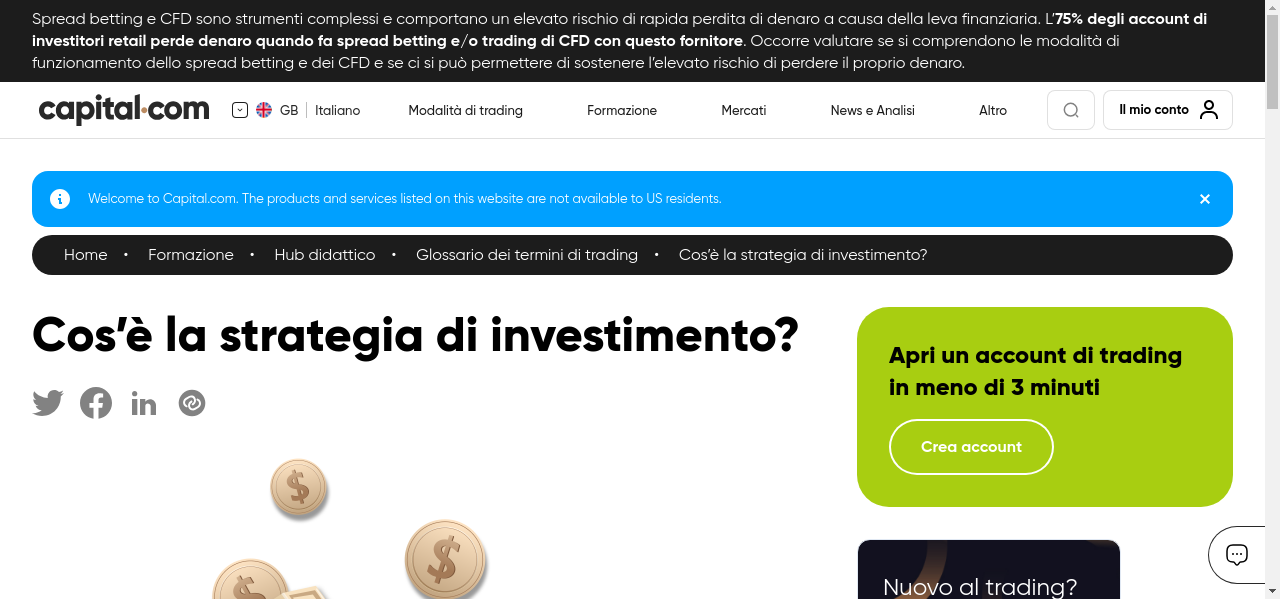 Spread betting e CFD sono strumenti complessi e comportano un elevato rischio di rapida perdita di denaro a causa della leva finanziaria. L’75% degli account di
investitori retail perde denaro quando fa spread betting e/o trading di CFD con questo fornitore. Occorre valutare se si comprendono le modalità di
funzionamento dello spread betting e dei CFD e se ci si può permettere di sostenere l’elevato rischio di perdere il proprio denaro.
capital.com GB Italiano Modalità di trading Formazione Mercati News e Analisi Altro Il mio conto
Welcome to Capital.com. The products and services listed on this website are not available to US residents.
Home • Formazione • Hub didattico • Glossario dei termini di trading • Cos’è la strategia di investimento?
Cos’è la strategia di investimento?
Apri un account di trading
in meno di 3 minuti
Crea account
Nuovo al trading?